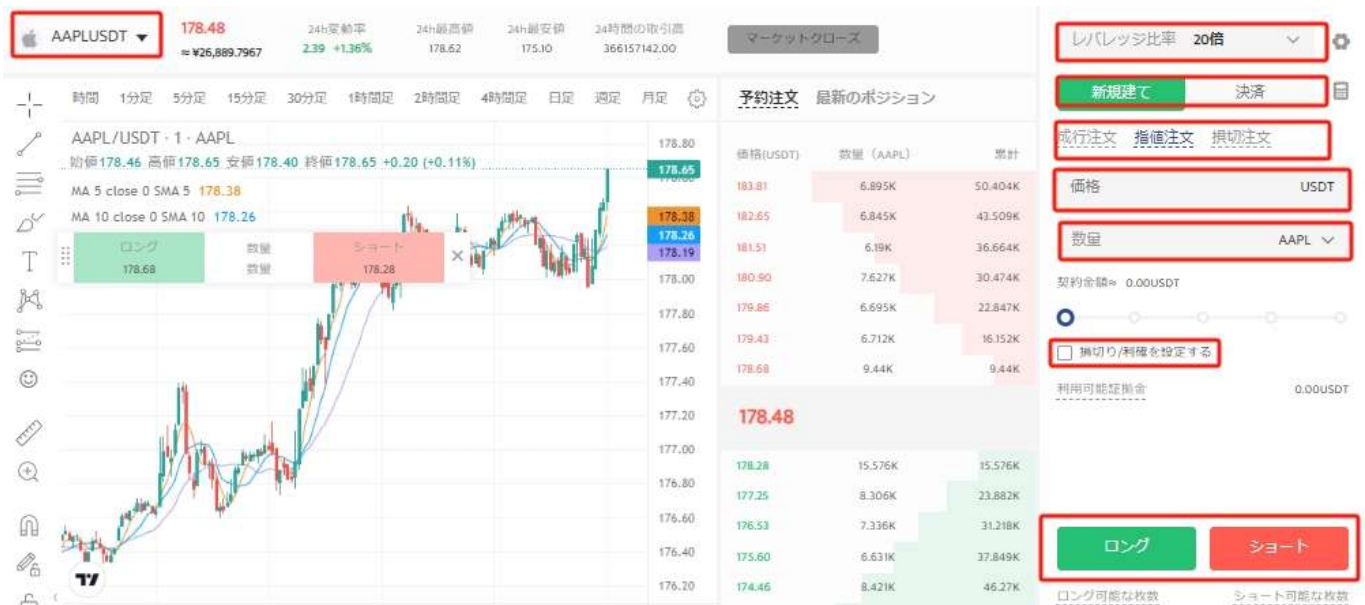 AAPLUSDT
178.48
≈ ¥26,889.7967
24h変動率
2.39 +1.36%
24h最高値
178.62
24h最安値
175.10
24時間の取引高
366157142.00
マーケットクローズ
時間 1分足 5分足 15分足 30分足 1時間足 2時間足 4時間足 日足 週足 月足
AAPL/USDT · 1 · AAPL
始値178.46 高値178.65 安値178.40 終値178.65 +0.20 (+0.11%)
MA 5 close 0 SMA 5 178.38
MA 10 close 0 SMA 10 178.26
ロング
178.68
数量
数量
ショート
178.28
178.80
178.65
178.38
178.26
178.19
178.00
177.80
177.60
177.40
177.20
177.00
176.80
176.60
176.40
176.20
予約注文 最新のポジション
価格(USDT) 数量 (AAPL) 累計
183.81 6.895K 50.404K
182.65 6.845K 43.509K
181.51 6.19K 36.664K
180.90 7.627K 30.474K
179.86 6.695K 22.847K
179.43 6.712K 16.152K
178.68 9.44K 9.44K
178.48
178.28 15.576K 15.576K
177.25 8.306K 23.882K
176.53 7.336K 31.218K
175.60 6.631K 37.849K
174.46 8.421K 46.27K
レバレッジ比率 20倍
新規建て 決済
成行注文 指値注文 損切注文
価格 USDT
数量 AAPL
契約金額≈ 0.00USDT
損切り/利確を設定する
利用可能証拠金 0.00USDT
ロング ショート
ロング可能な枚数 ショート可能な枚数